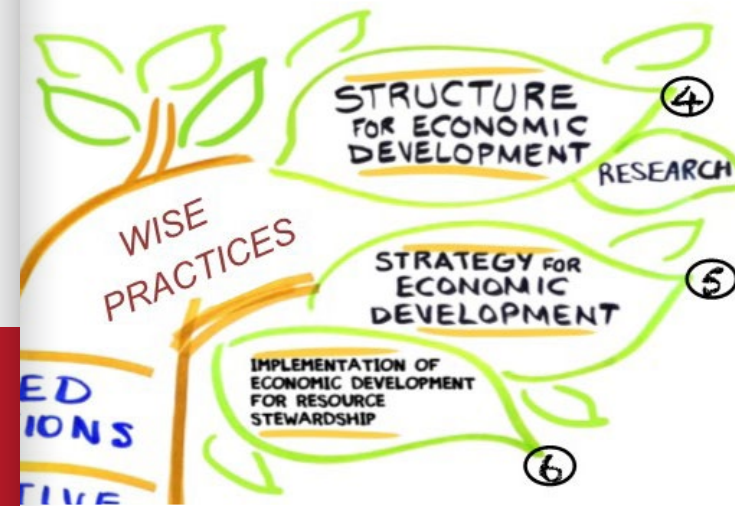 STRUCTURE
FOR ECONOMIC
DEVELOPMENT
4
RESEARCH
WISE
PRACTICES
STRATEGY FOR
ECONOMIC
DEVELOPMENT
5
IMPLEMENTATION OF
ECONOMIC DEVELOPMENT
FOR RESOURCE
STEWARDSHIP
6
ED
IONS